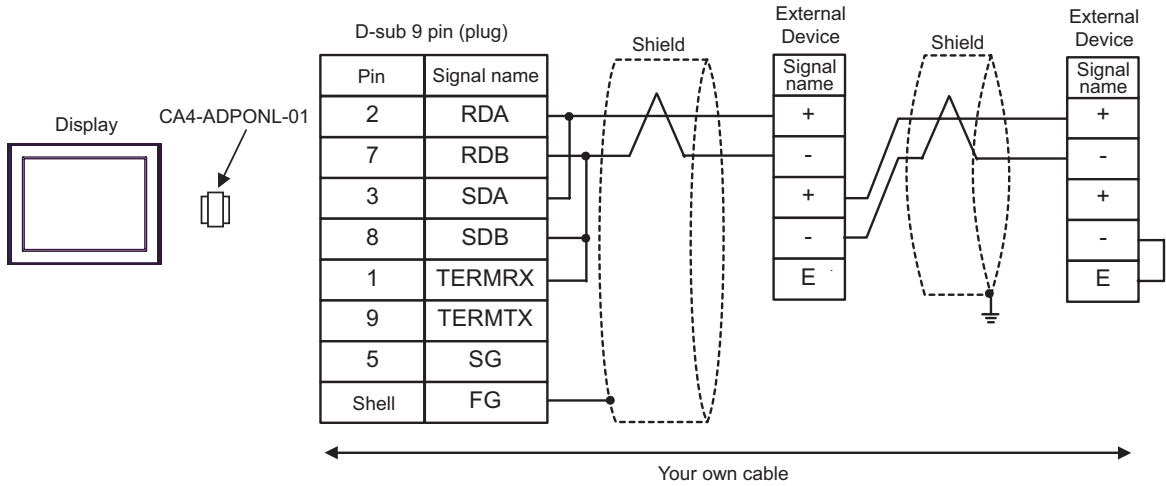 D-sub 9 pin (plug)
External
Device
External
Device
Shield
Shield
Display
CA4-ADPONL-01
Pin Signal name
2 RDA
7 RDB
3 SDA
8 SDB
1 TERMRX
9 TERMTX
5 SG
Shell FG
Signal
name
+
-
+
-
E
Signal
name
+
-
+
-
E
Your own cable